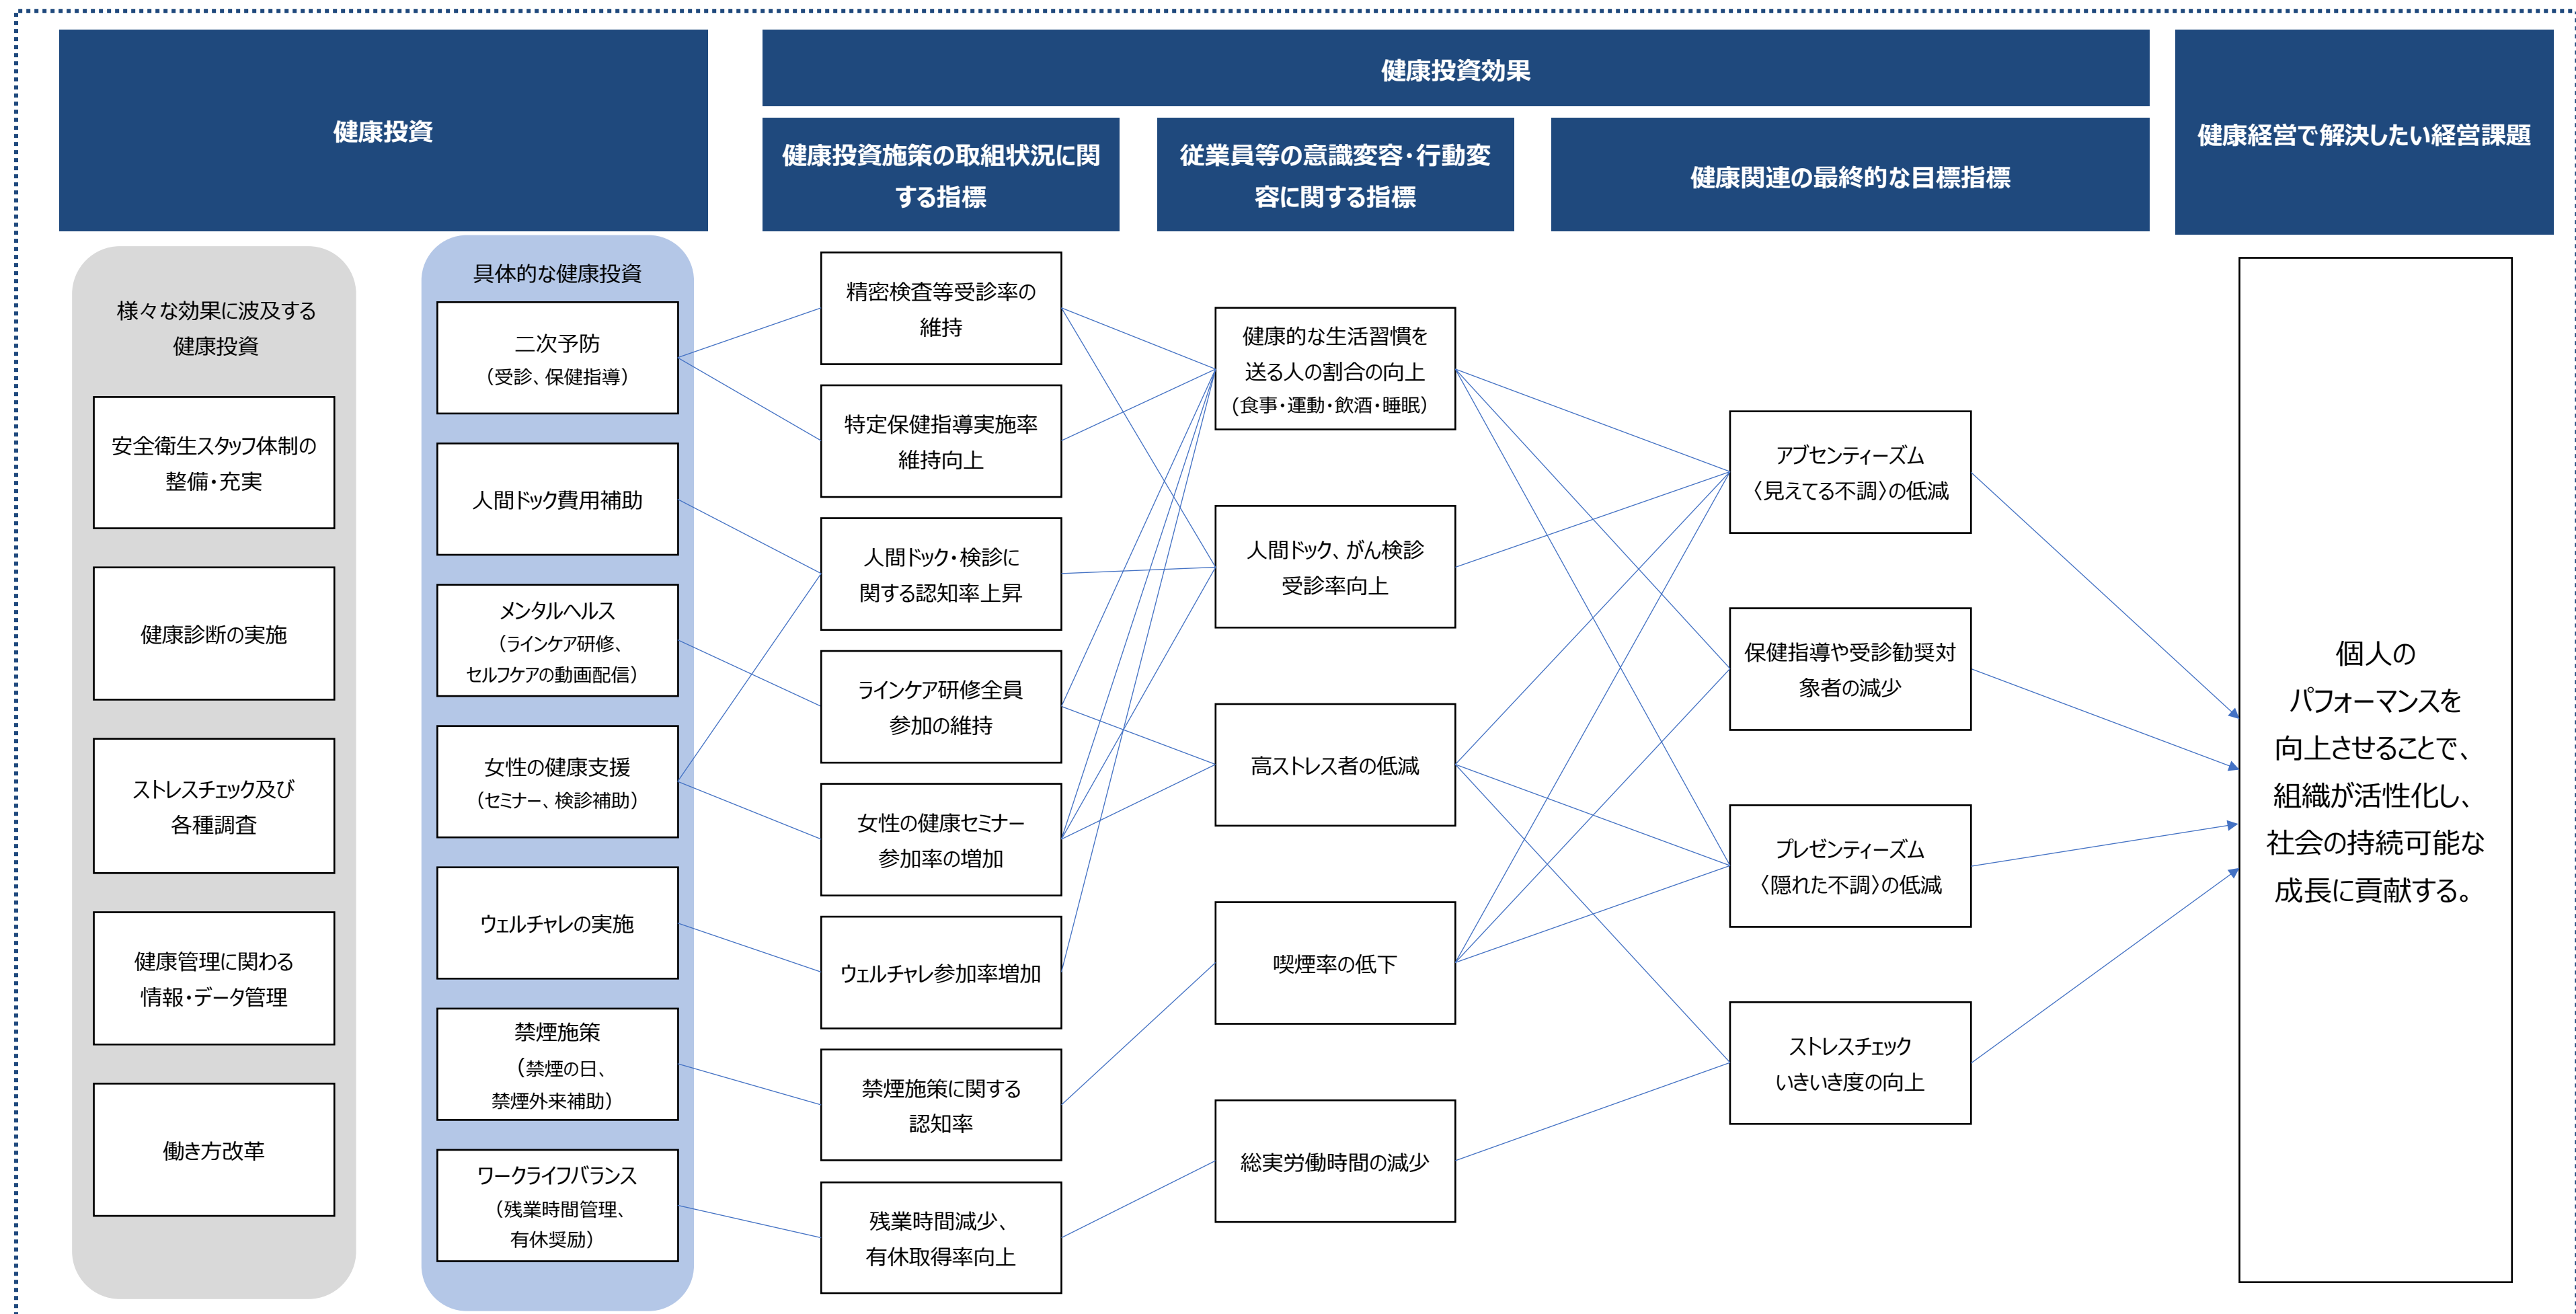 健康投資
健康投資効果
健康投資施策の取組状況に関
する指標
従業員等の意識変容・行動変
容に関する指標
健康関連の最終的な目標指標
健康経営で解決したい経営課題
様々な効果に波及する
健康投資
安全衛生スタッフ体制の
整備・充実
健康診断の実施
ストレスチェック及び
各種調査
健康管理に関わる
情報・データ管理
働き方改革
具体的な健康投資
二次予防
（受診、保健指導）
人間ドック費用補助
メンタルヘルス
（ラインケア研修、
セルフケアの動画配信）
女性の健康支援
（セミナー、検診補助）
ウェルチャレの実施
禁煙施策
（禁煙の日、
禁煙外来補助）
ワークライフバランス
（残業時間管理、
有休奨励）
精密検査等受診率の
維持
特定保健指導実施率
維持向上
人間ドック・検診に
関する認知率上昇
ラインケア研修全員
参加の維持
女性の健康セミナー
参加率の増加
ウェルチャレ参加率増加
禁煙施策に関する
認知率
残業時間減少、
有休取得率向上
健康的な生活習慣を
送る人の割合の向上
（食事・運動・飲酒・睡眠）
人間ドック、がん検診
受診率向上
高ストレス者の低減
喫煙率の低下
総実労働時間の減少
アブセンティーズム
〈見えてる不調〉の低減
保健指導や受診勧奨対
象者の減少
プレゼンティーズム
〈隠れた不調〉の低減
ストレスチェック
いきいき度の向上
個人の
パフォーマンスを
向上させることで、
組織が活性化し、
社会の持続可能な
成長に貢献する。